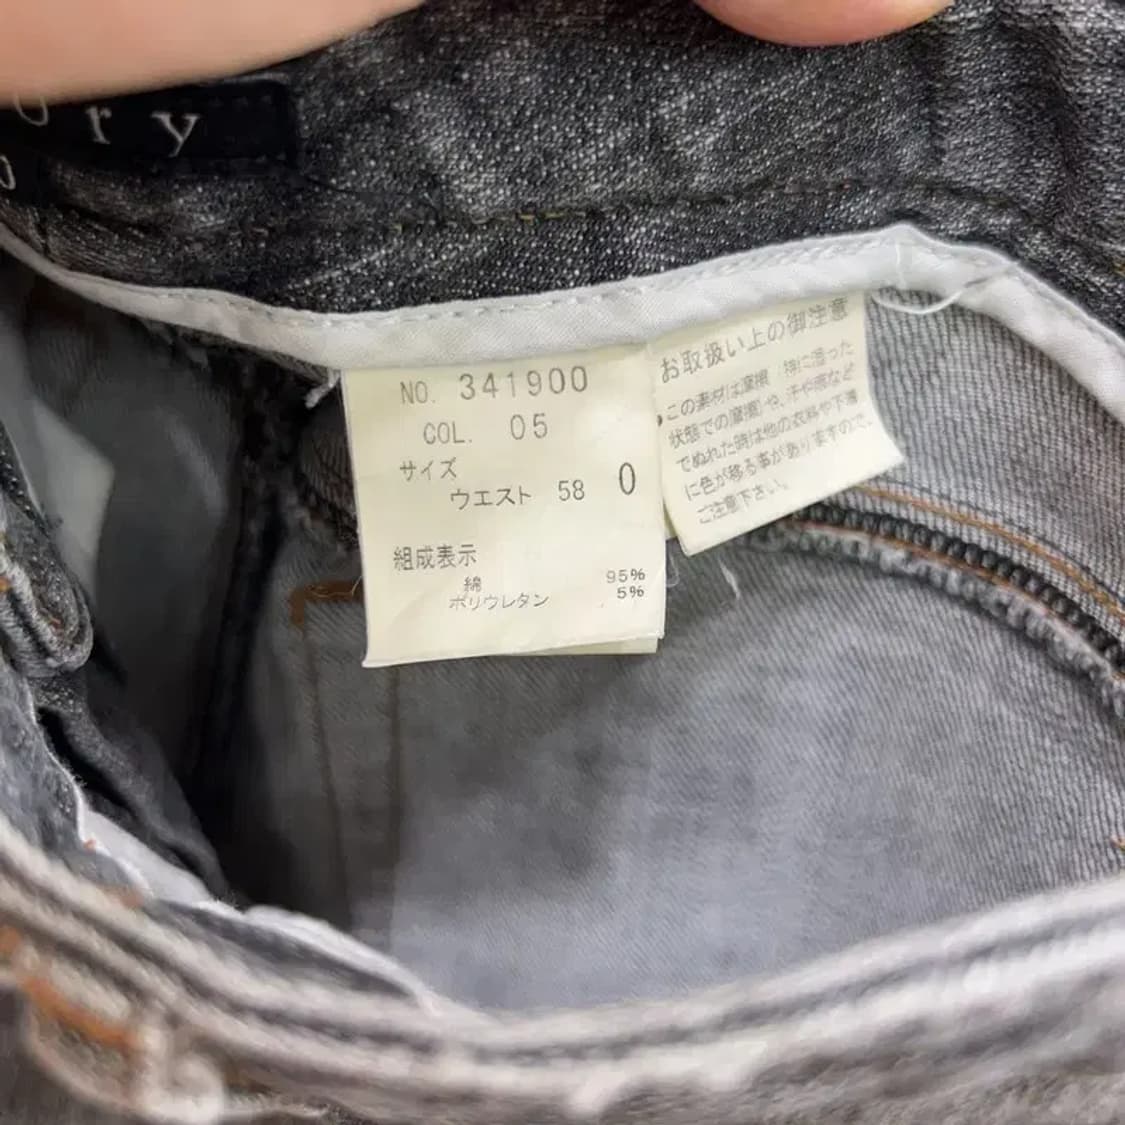 ry
NO. 341900
COL. 05
サイズ
ウエスト 58 0
組成表示
綿 95%
ポリウレタン 5%
お取扱い上の御注意
この素材は摩擦（特に湿った
状態での摩擦）や、汗や雨など
でぬれた時は他の衣料や下着
に色が移る事がありますので、
ご注意下さい。